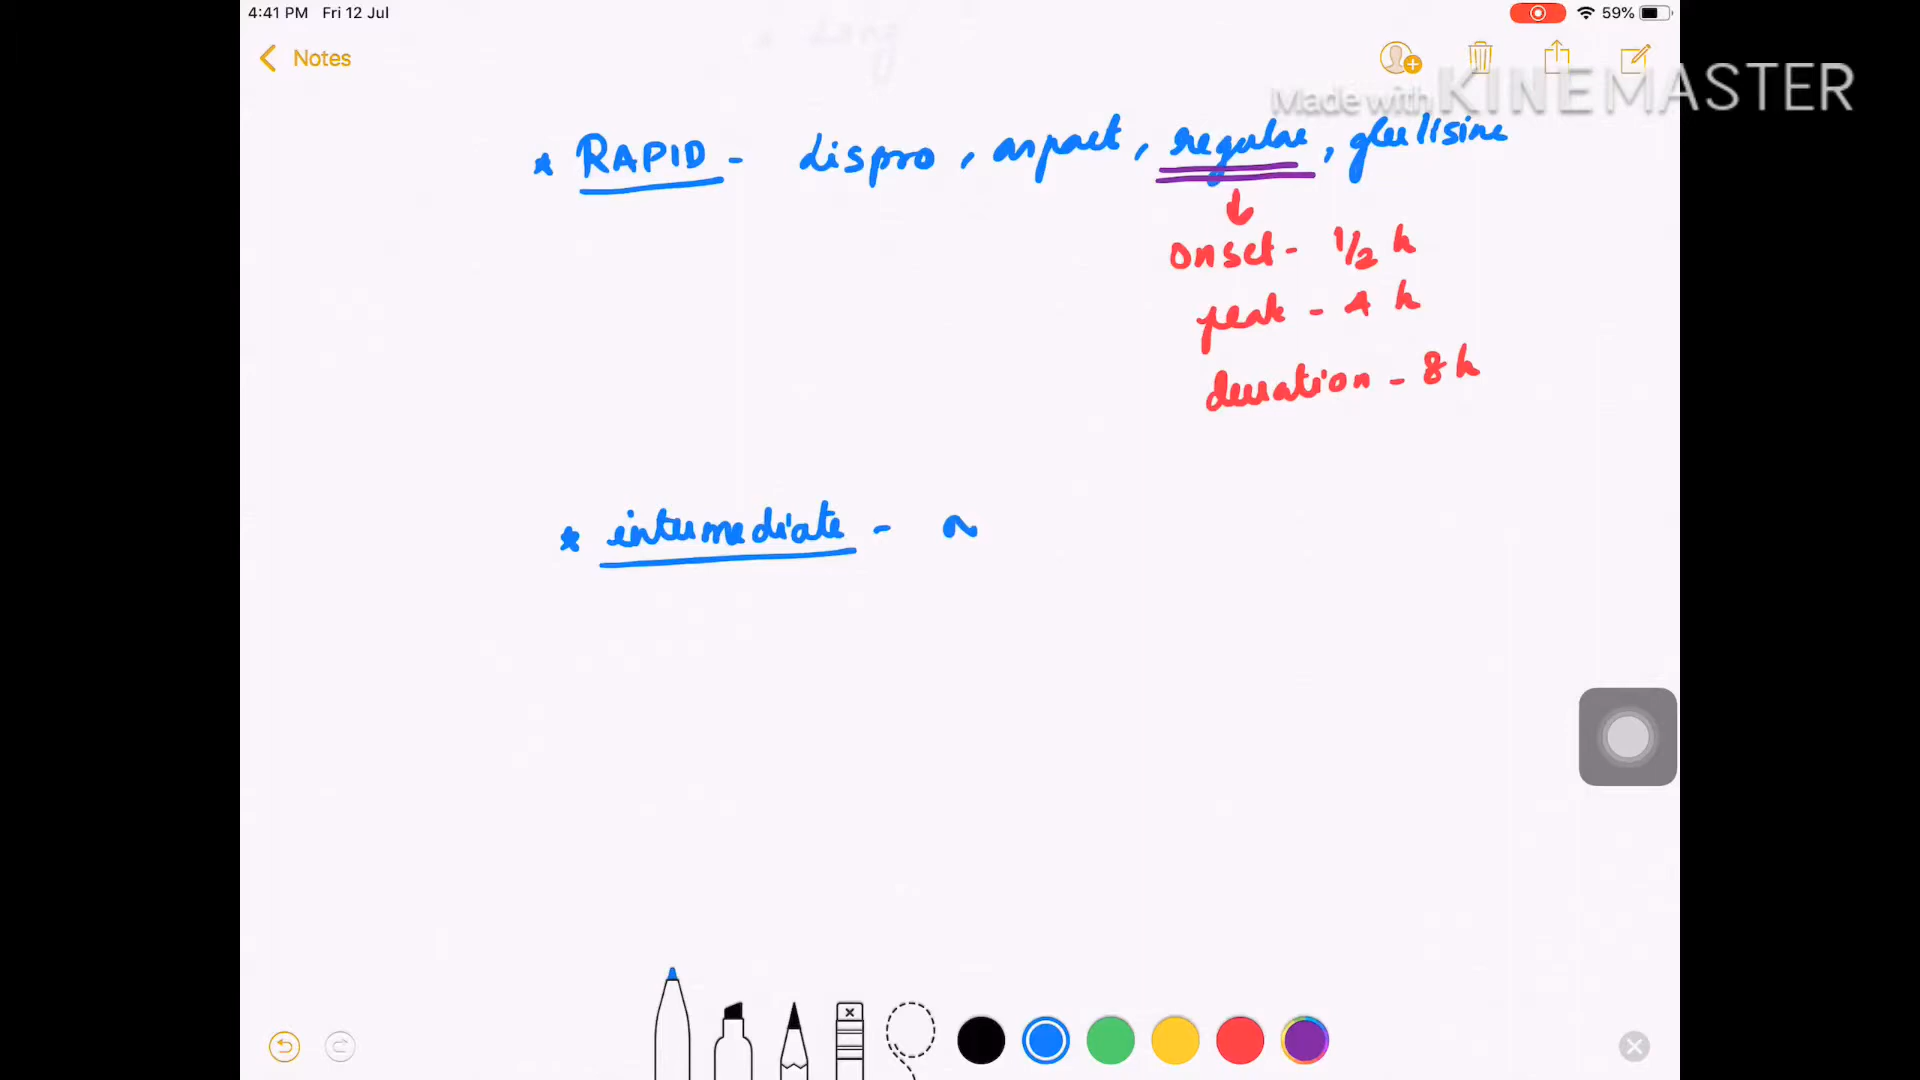 4:41 PM Fri 12 Jul 59%
Notes
Made with KINEMASTER
* RAPID - lispro, aspart, regular, glulisine
onset - 1/2 h
peak - 4 h
duration - 8 h
* intermediate -